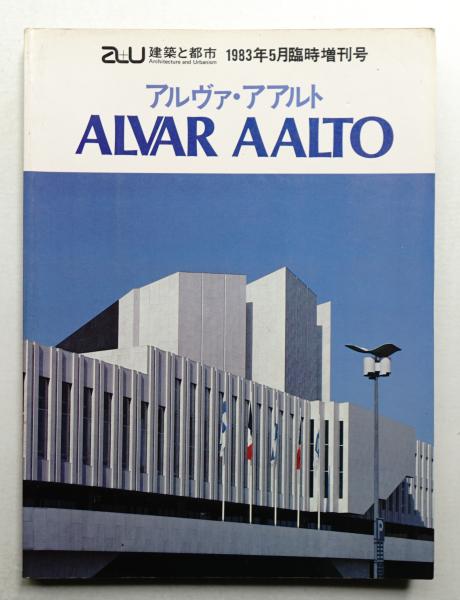 a+u 建築と都市 1983年5月臨時増刊号
Architecture and Urbanism
アルヴァ・アアルト
ALVAR AALTO
P